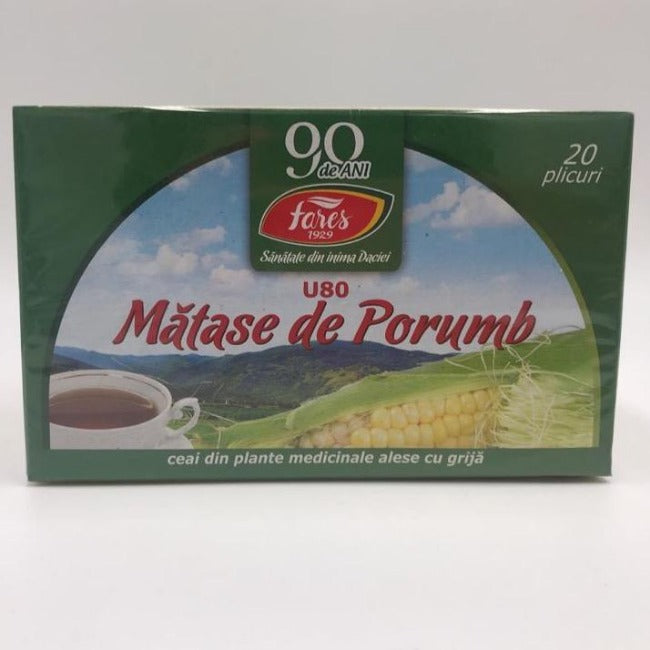 90
de ANI
fares
1929
Sănătate din inima Daciei
20
plicuri
U80
Mătase de Porumb
ceai din plante medicinale alese cu grijă